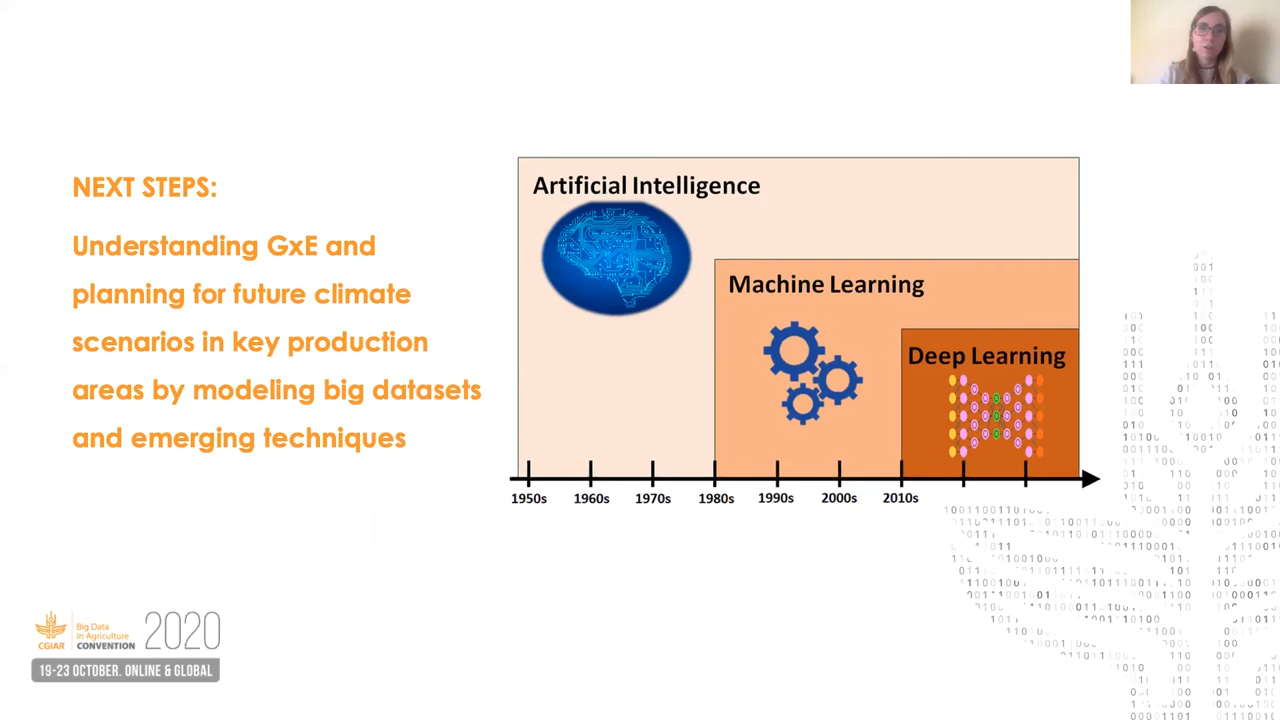 NEXT STEPS:
Understanding GxE and
planning for future climate
scenarios in key production
areas by modeling big datasets
and emerging techniques
Artificial Intelligence
Machine Learning
Deep Learning
1950s 1960s 1970s 1980s 1990s 2000s 2010s
CGIAR
Big Data
In Agriculture
CONVENTION
2020
19-23 OCTOBER. ONLINE & GLOBAL